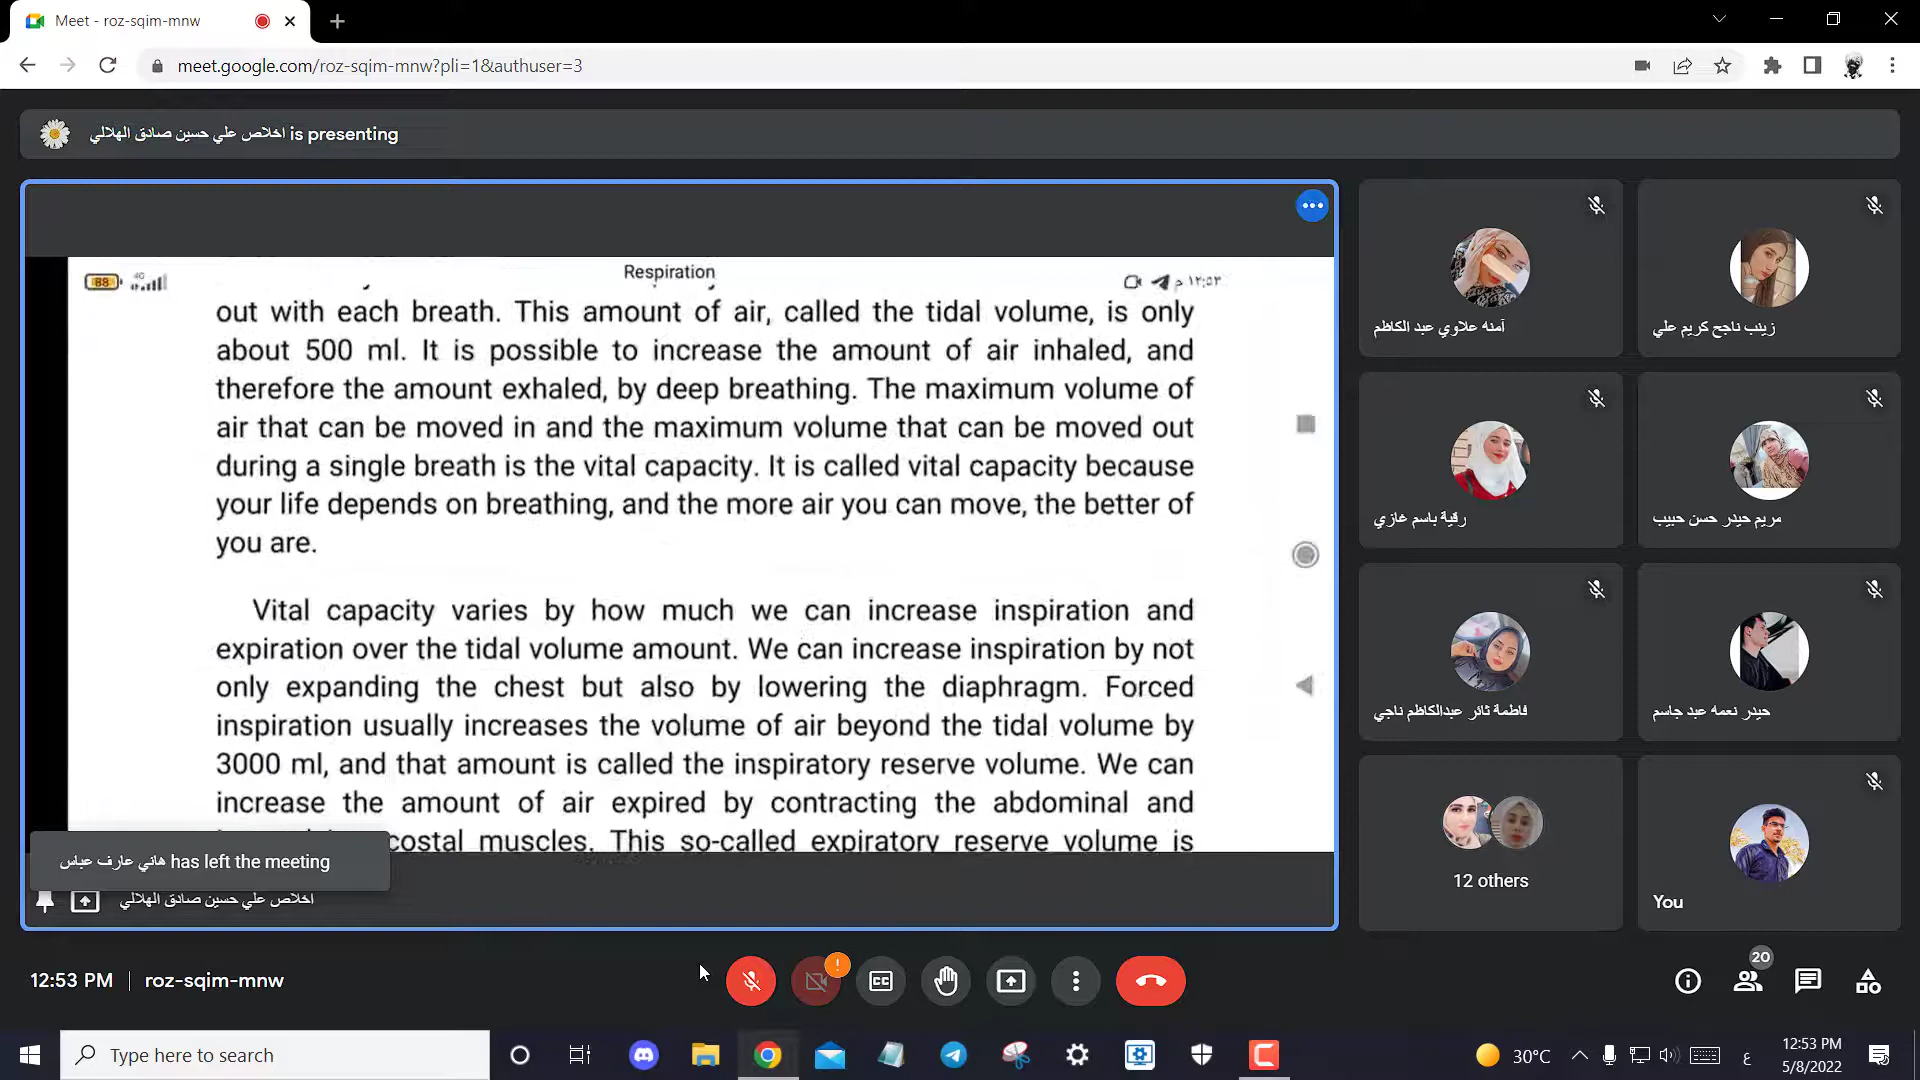 Meet - roz-sqim-mnw
meet.google.com/roz-sqim-mnw?pli=1&authuser=3
اخلاص علي حسين صادق الهلالي is presenting
88
4G
Respiration
١٢:٥٣ م
out with each breath. This amount of air, called the tidal volume, is only
about 500 ml. It is possible to increase the amount of air inhaled, and
therefore the amount exhaled, by deep breathing. The maximum volume of
air that can be moved in and the maximum volume that can be moved out
during a single breath is the vital capacity. It is called vital capacity because
your life depends on breathing, and the more air you can move, the better of
you are.
Vital capacity varies by how much we can increase inspiration and
expiration over the tidal volume amount. We can increase inspiration by not
only expanding the chest but also by lowering the diaphragm. Forced
inspiration usually increases the volume of air beyond the tidal volume by
3000 ml, and that amount is called the inspiratory reserve volume. We can
increase the amount of air expired by contracting the abdominal and
costal muscles. This so-called expiratory reserve volume is
هاني عارف عباس has left the meeting
اخلاص علي حسين صادق الهلالي
آمنه علاوي عبد الكاظم
زينب ناجح كريم علي
رقية باسم غازي
مريم حيدر حسن حبيب
فاطمة ثائر عبدالكاظم ناجي
حيدر نعمه عبد جاسم
12 others
You
12:53 PM
roz-sqim-mnw
20
Type here to search
30°C
ع
12:53 PM
5/8/2022